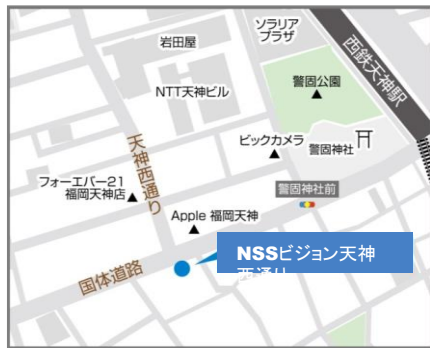 ソラリア
プラザ
岩田屋
西鉄天神駅
警固公園
NTT天神ビル
天神西通り
ビックカメラ
警固神社
フォーエバー21
福岡天神店
警固神社前
Apple 福岡天神
NSSビジョン天神
西通り
国体道路